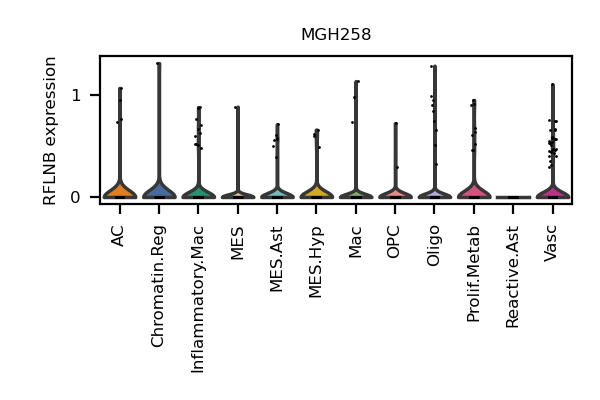 MGH258
RFLNB expression
1
0
AC
Chromatin.Reg
Inflammatory.Mac
MES
MES.Ast
MES.Hyp
Mac
OPC
Oligo
Prolif.Metab
Reactive.Ast
Vasc